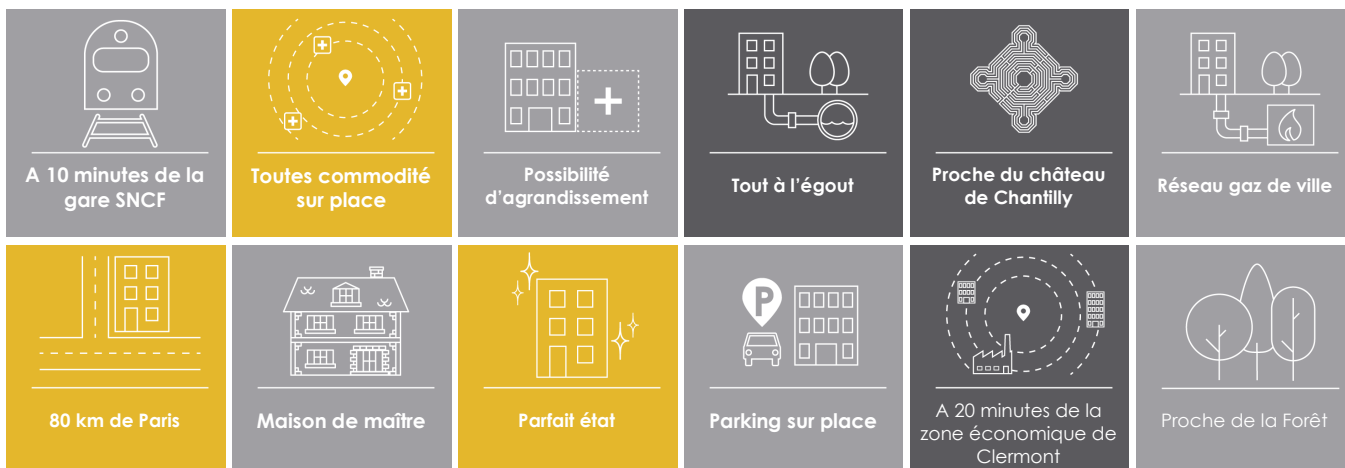 A 10 minutes de la
gare SNCF
Toutes commodité
sur place
Possibilité
d'agrandissement
Tout à l'égout
Proche du château
de Chantilly
Réseau gaz de ville
80 km de Paris
Maison de maître
Parfait état
P
Parking sur place
A 20 minutes de la
zone économique de
Clermont
Proche de la Forêt